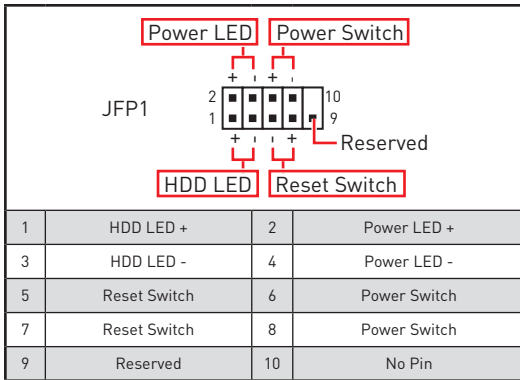 Power LED Power Switch
+ - + -
JFP1
2 10
1 9
+ - - +
Reserved
HDD LED Reset Switch
1 HDD LED + 2 Power LED +
3 HDD LED - 4 Power LED -
5 Reset Switch 6 Power Switch
7 Reset Switch 8 Power Switch
9 Reserved 10 No Pin